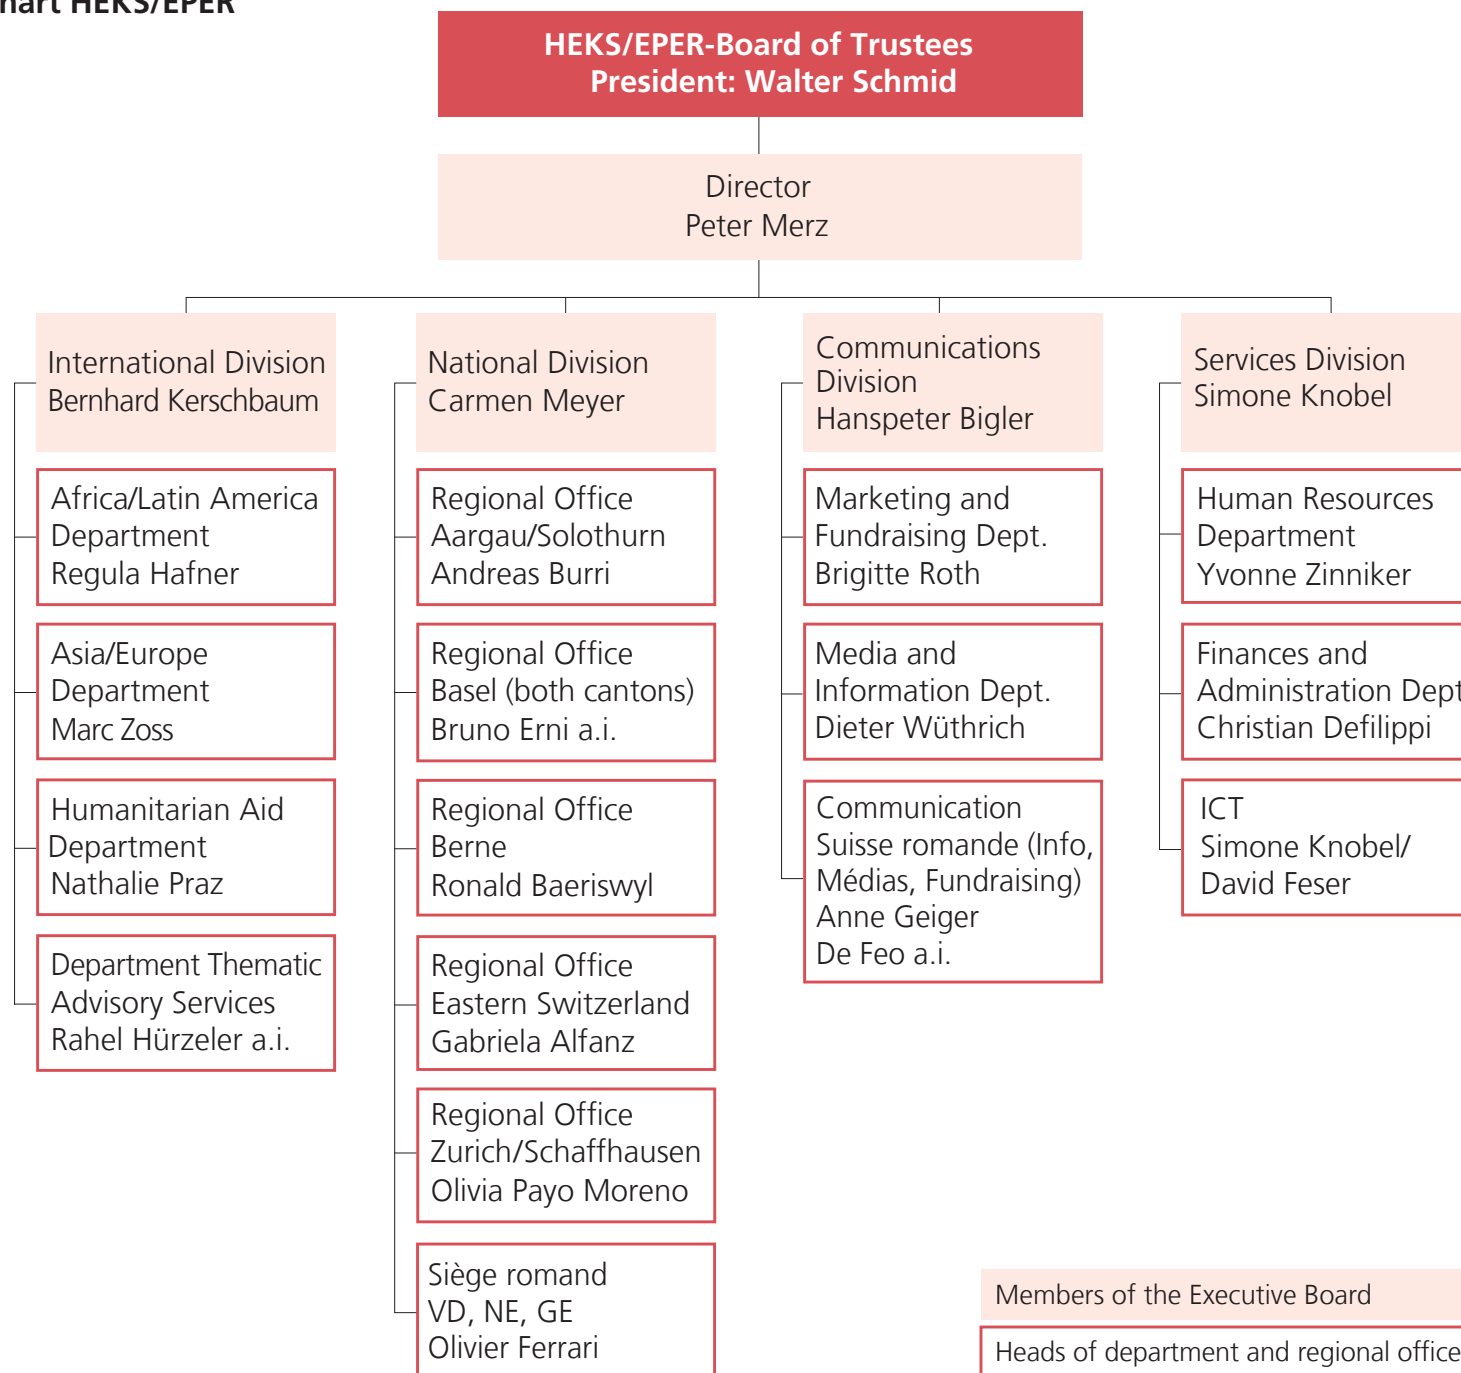 HEKS/EPER
HEKS/EPER-Board of Trustees
President: Walter Schmid
Director
Peter Merz
International Division
Bernhard Kerschbaum
Africa/Latin America
Department
Regula Hafner
Asia/Europe
Department
Marc Zoss
Humanitarian Aid
Department
Nathalie Praz
Department Thematic
Advisory Services
Rahel Hürzeler a.i.
National Division
Carmen Meyer
Regional Office
Aargau/Solothurn
Andreas Burri
Regional Office
Basel (both cantons)
Bruno Erni a.i.
Regional Office
Berne
Ronald Baeriswyl
Regional Office
Eastern Switzerland
Gabriela Alfanz
Regional Office
Zurich/Schaffhausen
Olivia Payo Moreno
Siège romand
VD, NE, GE
Olivier Ferrari
Communications
Division
Hanspeter Bigler
Marketing and
Fundraising Dept.
Brigitte Roth
Media and
Information Dept.
Dieter Wüthrich
Communication
Suisse romande (Info,
Médias, Fundraising)
Anne Geiger
De Feo a.i.
Services Division
Simone Knobel
Human Resources
Department
Yvonne Zinniker
Finances and
Administration Dept
Christian Defilippi
ICT
Simone Knobel/
David Feser
Members of the Executive Board
Heads of department and regional office